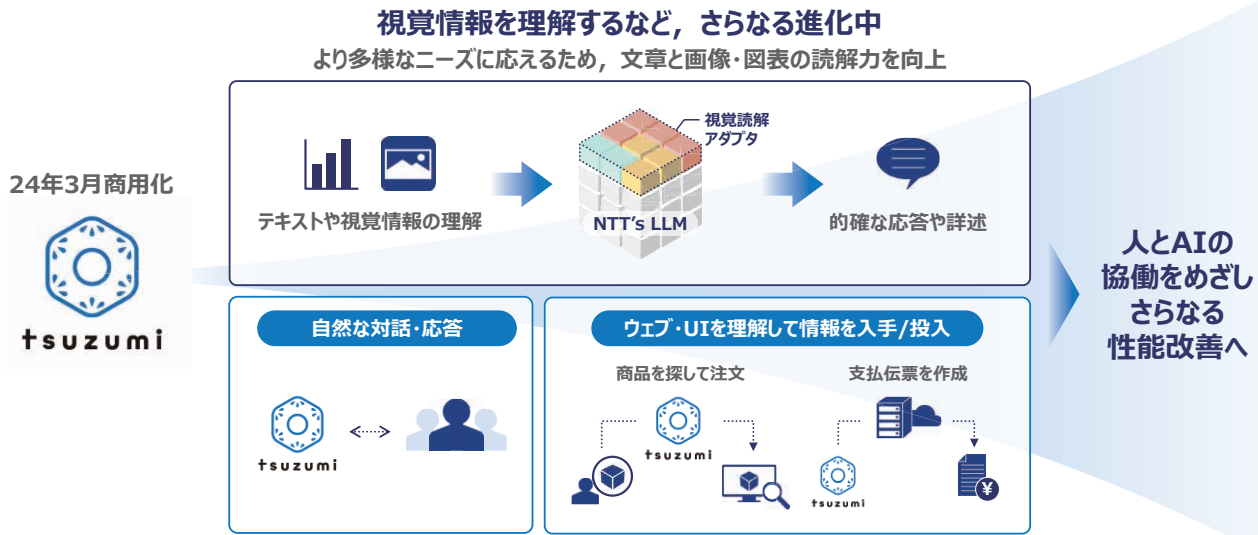 視覚情報を理解するなど，さらなる進化中
より多様なニーズに応えるため，文章と画像・図表の読解力を向上
24年3月商用化
tsuzumi
テキストや視覚情報の理解
視覚読解
アダプタ
NTT's LLM
的確な応答や詳述
自然な対話・応答
tsuzumi
ウェブ・UIを理解して情報を入手/投入
商品を探して注文
tsuzumi
支払伝票を作成
tsuzumi
¥
人とAIの
協働をめざし
さらなる
性能改善へ